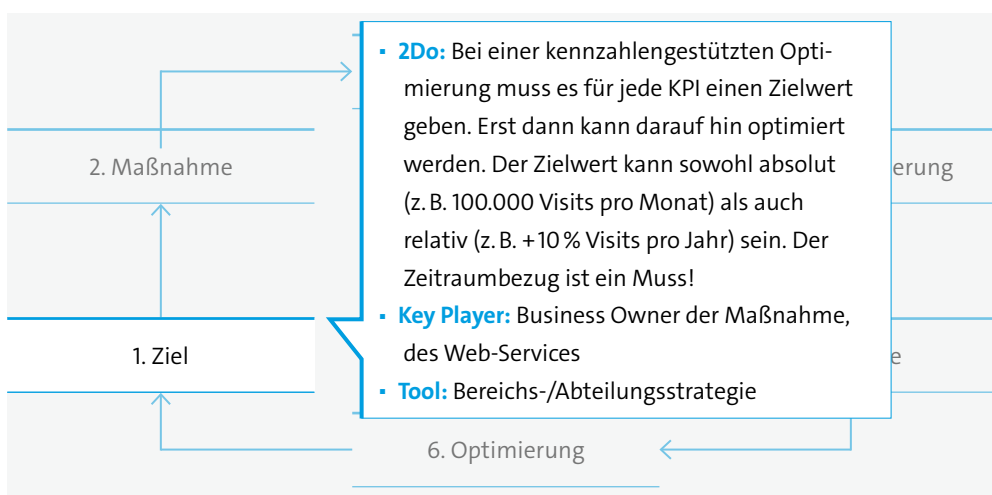 ▪ 2Do: Bei einer kennzahlengestützten Opti-
mierung muss es für jede KPI einen Zielwert
geben. Erst dann kann darauf hin optimiert
werden. Der Zielwert kann sowohl absolut
(z. B. 100.000 Visits pro Monat) als auch
relativ (z. B. +10 % Visits pro Jahr) sein. Der
Zeitraumbezug ist ein Muss!
▪ Key Player: Business Owner der Maßnahme,
des Web-Services
▪ Tool: Bereichs-/Abteilungsstrategie
2. Maßnahme
erung
1. Ziel
e
6. Optimierung